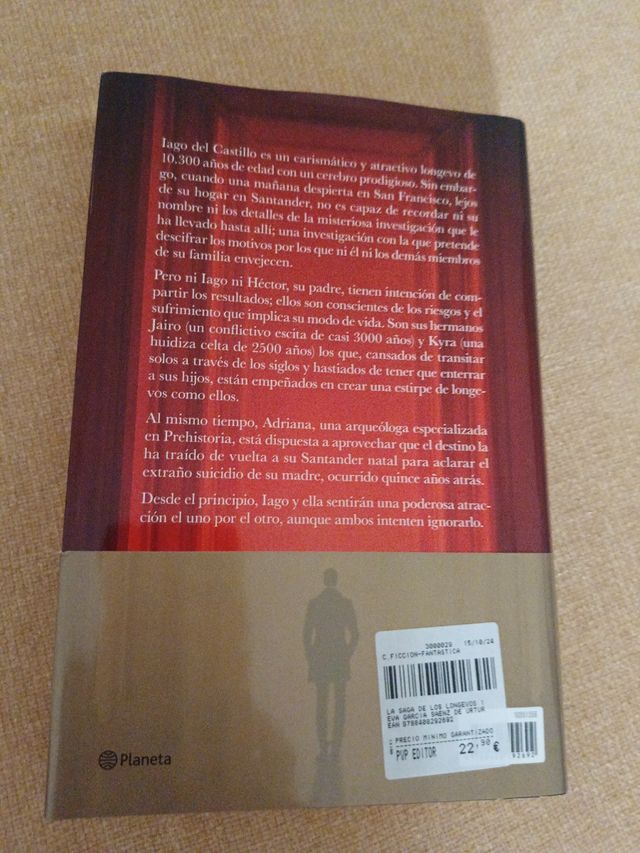 Iago del Castillo es un carismático y atractivo longevo de
10.300 años de edad con un cerebro prodigioso. Sin embar-
go, cuando una mañana despierta en San Francisco, lejos
de su hogar en Santander, no es capaz de recordar ni su
nombre ni los detalles de la misteriosa investigación que le
ha llevado hasta allí; una investigación con la que pretende
descifrar los motivos por los que ni él ni los demás miembros
de su familia envejecen.
Pero ni Iago ni Héctor, su padre, tienen intención de com-
partir los resultados; ellos son conscientes de los riesgos y el
sufrimiento que implica su modo de vida. Son sus hermanos
Jairo (un conflictivo escita de casi 3000 años) y Kyra (una
huidiza celta de 2500 años) los que, cansados de transitar
solos a través de los siglos y hastiados de tener que enterrar
a sus hijos, están empeñados en crear una estirpe de longe-
vos como ellos.
Al mismo tiempo, Adriana, una arqueóloga especializada
en Prehistoria, está dispuesta a aprovechar que el destino la
ha traído de vuelta a su Santander natal para aclarar el
extraño suicidio de su madre, ocurrido quince años atrás.
Desde el principio, Iago y ella sentirán una poderosa atrac-
ción el uno por el otro, aunque ambos intenten ignorarlo.
3000029 15/10/24
C.FICCION-FANTASTICA
LA SAGA DE LOS LONGEVOS 1
EVA GARCIA SAENZ DE URTUR
EAN 9788408292692
PRECIO MINIMO GARANTIZADO
PVP EDITOR 22,90 €
92692
Planeta